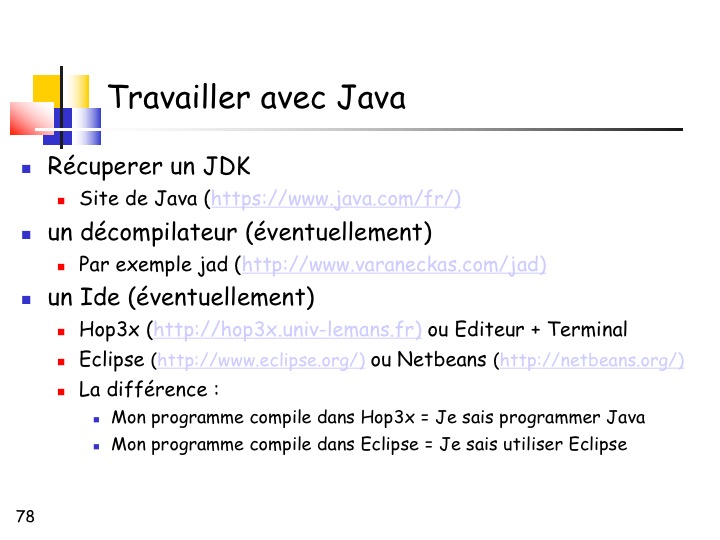 Travailler avec Java
Récuperer un JDK
Site de Java (https://www.java.com/fr/)
un décompilateur (éventuellement)
Par exemple jad (http://www.varaneckas.com/jad)
un Ide (éventuellement)
Hop3x (http://hop3x.univ-lemans.fr) ou Editeur + Terminal
Eclipse (http://www.eclipse.org/) ou Netbeans (http://netbeans.org/)
La différence :
Mon programme compile dans Hop3x = Je sais programmer Java
Mon programme compile dans Eclipse = Je sais utiliser Eclipse
78